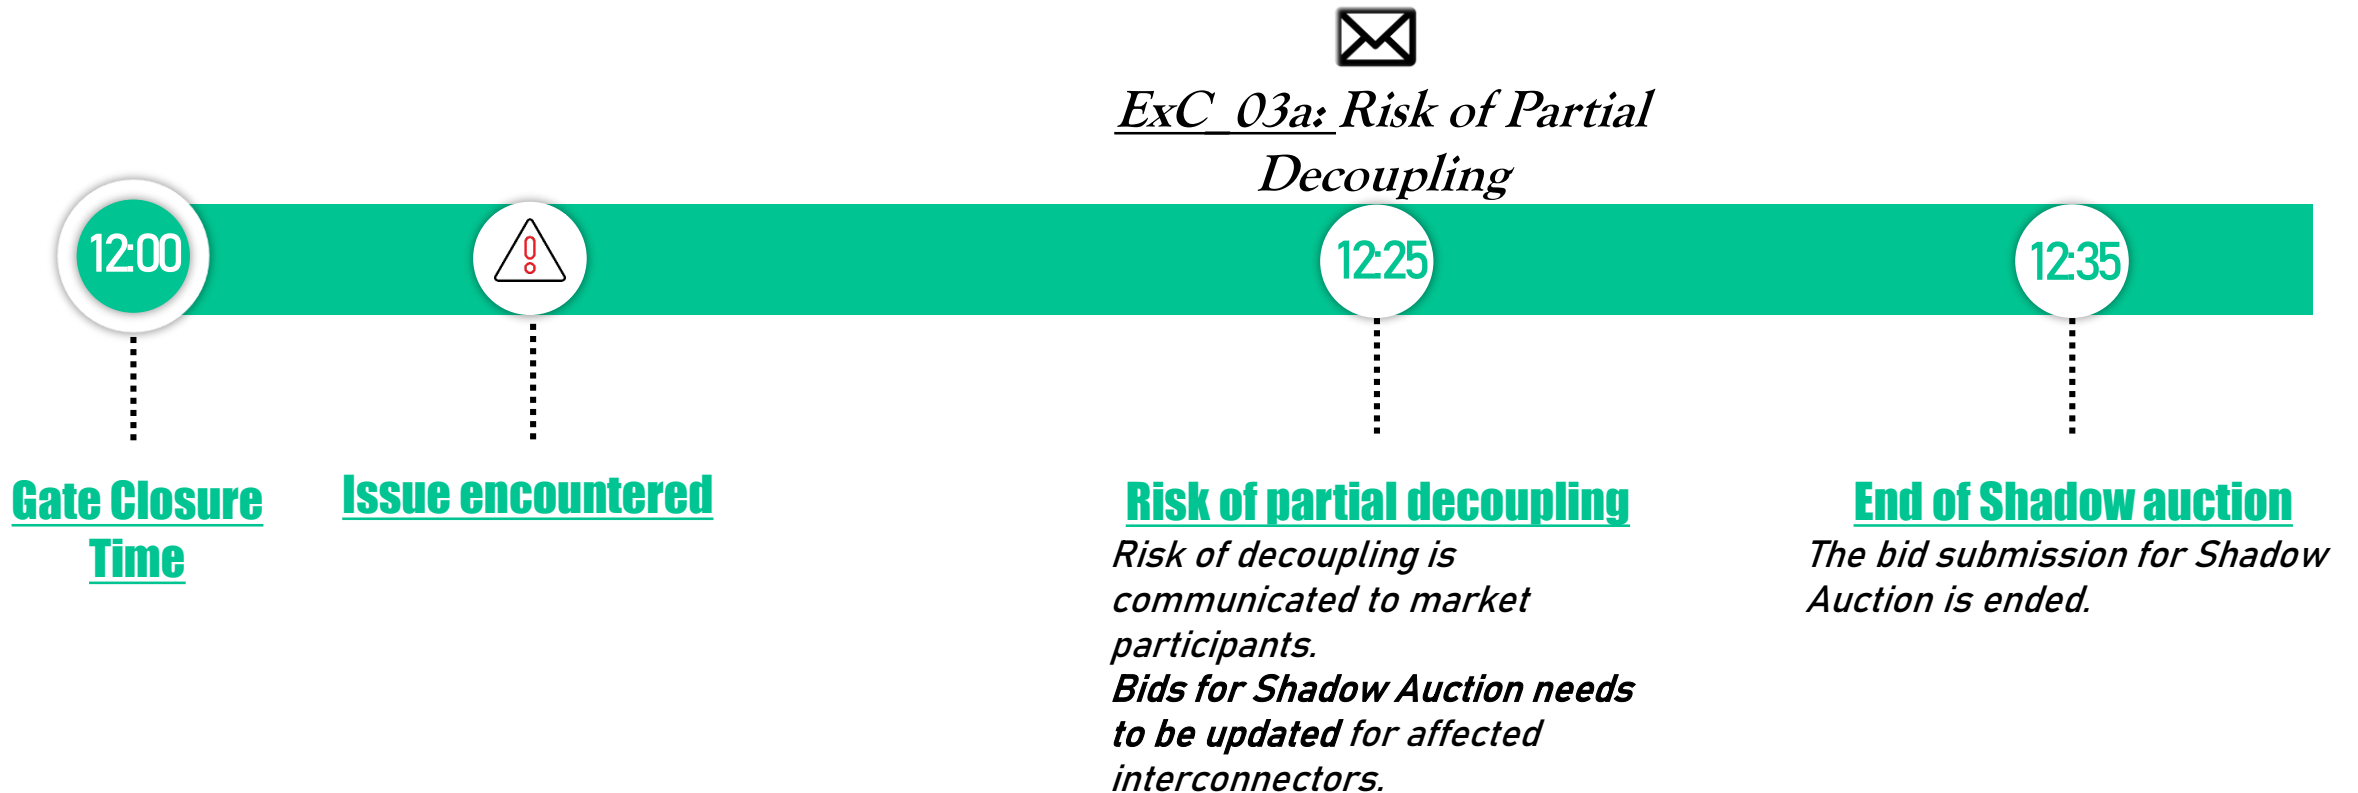 ExC_03a: Risk of Partial
Decoupling
12:00
12:25
12:35
Gate Closure
Time
Issue encountered
Risk of partial decoupling
Risk of decoupling is
communicated to market
participants.
Bids for Shadow Auction needs
to be updated for affected
interconnectors.
End of Shadow auction
The bid submission for Shadow
Auction is ended.